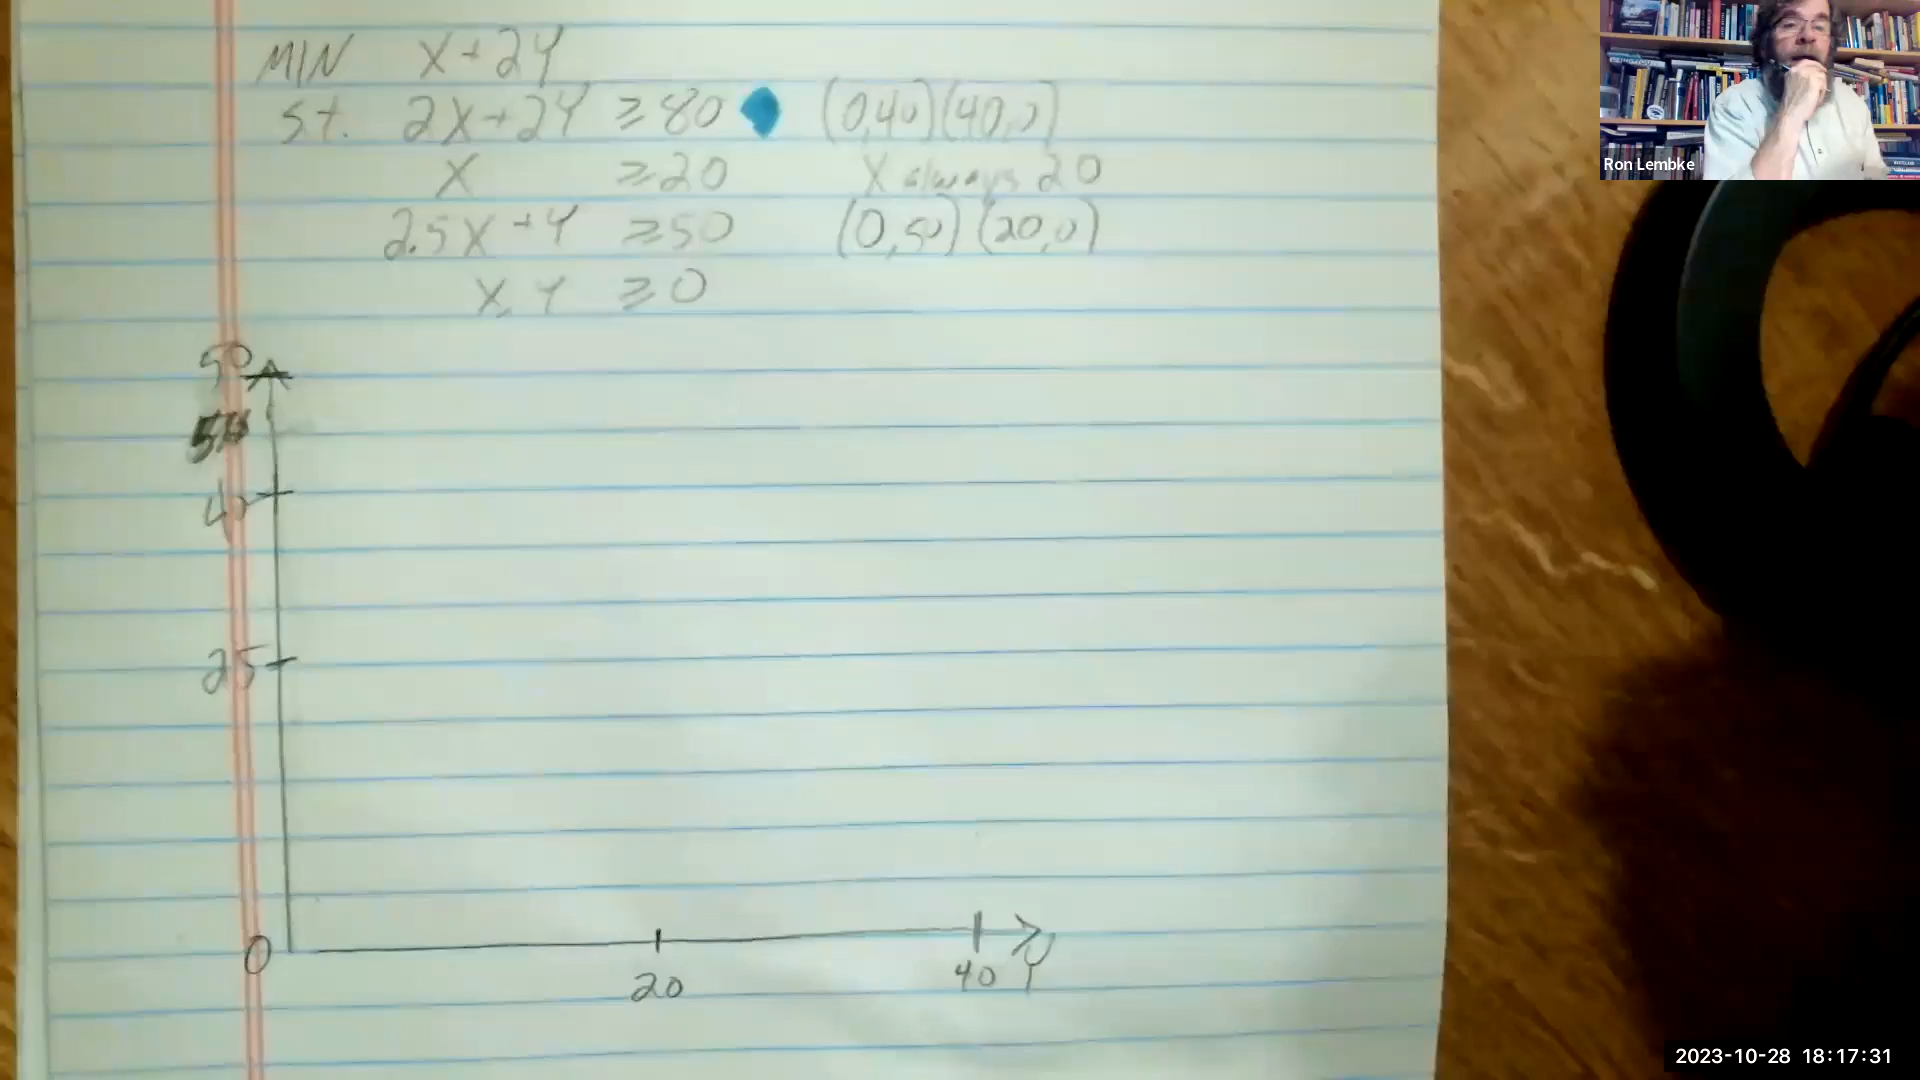 MIN X + 2Y
s.t. 2X + 2Y ≥ 80 (0,40) (40,0)
X ≥ 20 X always 20
2.5X + Y ≥ 50 (0,50) (20,0)
X, Y ≥ 0
50
40
25
0
20
40 Y
Ron Lembke
2023-10-28 18:17:31